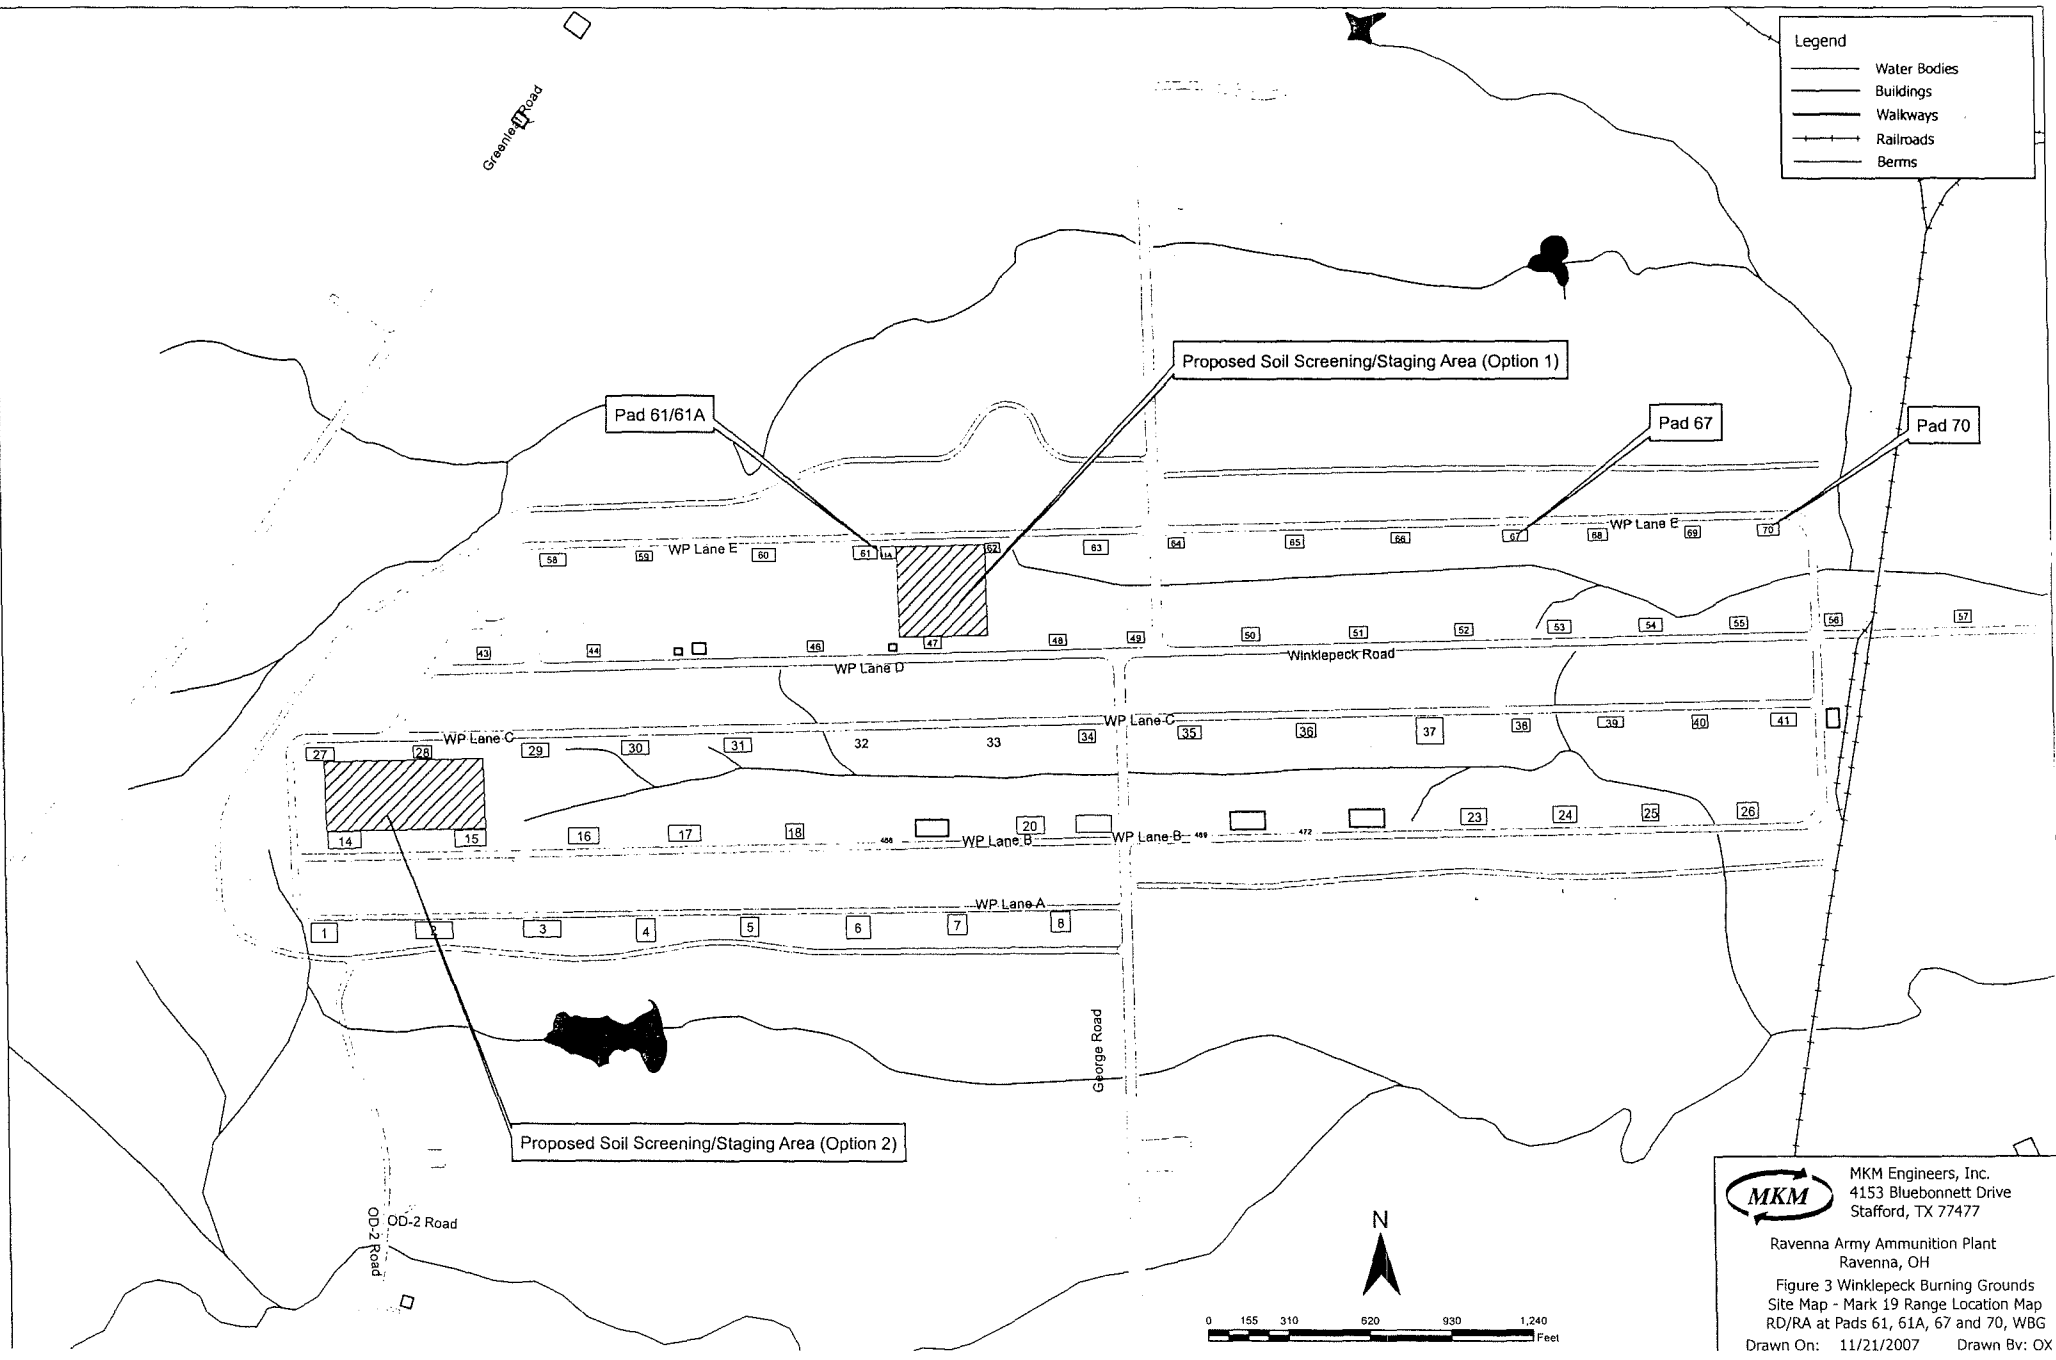 Legend
Water Bodies
Buildings
Walkways
Railroads
Berms
Greenleaf Road
Proposed Soil Screening/Staging Area (Option 1)
Pad 61/61A
Pad 67
Pad 70
WP Lane E
WP Lane E
58
59
60
61
62
63
64
65
66
67
68
69
70
43
44
46
47
48
49
50
51
52
53
54
55
56
57
WP Lane D
Winklepeck Road
WP Lane C
WP Lane C
27
28
29
30
31
32
33
34
35
36
37
38
39
40
41
14
15
16
17
18
20
23
24
25
26
WP Lane B
WP Lane B
472
WP Lane A
1
2
3
4
5
6
7
8
George Road
Proposed Soil Screening/Staging Area (Option 2)
OD-2 Road
OD-2 Road
N
0 155 310 620 930 1,240
Feet
MKM
MKM Engineers, Inc.
4153 Bluebonnett Drive
Stafford, TX 77477
Ravenna Army Ammunition Plant
Ravenna, OH
Figure 3 Winklepeck Burning Grounds
Site Map - Mark 19 Range Location Map
RD/RA at Pads 61, 61A, 67 and 70, WBG
Drawn On: 11/21/2007 Drawn By: OX